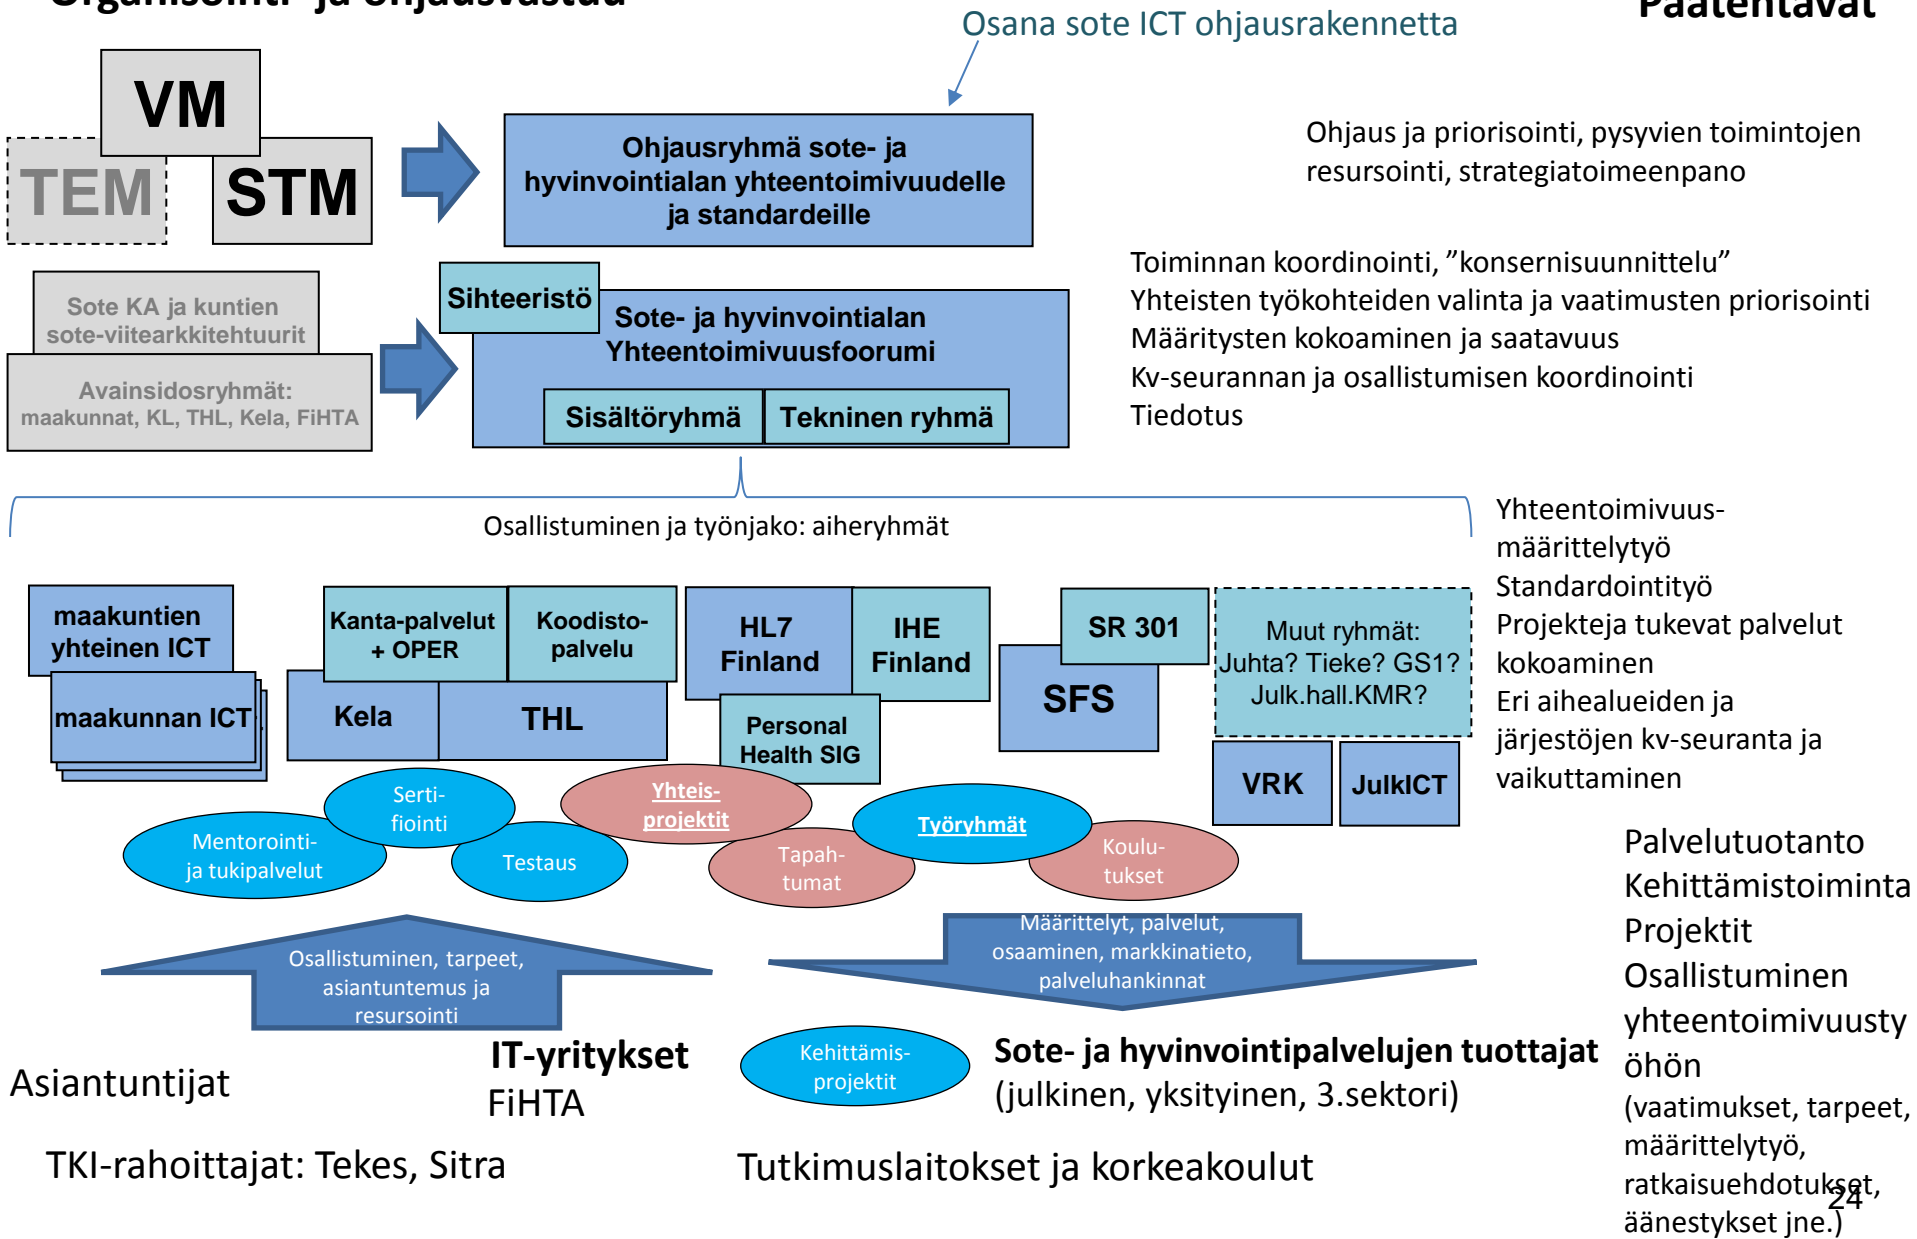 Organisointi- ja ohjausvastuu
Päätehtävät
Osana sote ICT ohjausrakennetta
VM
TEM
STM
Ohjausryhmä sote- ja
hyvinvointialan yhteentoimivuudelle
ja standardeille
Ohjaus ja priorisointi, pysyvien toimintojen
resursointi, strategiatoimeenpano
Sote KA ja kuntien
sote-viitearkkitehtuurit
Avainsidosryhmät:
maakunnat, KL, THL, Kela, FiHTA
Sihteeristö
Sote- ja hyvinvointialan
Yhteentoimivuusfoorumi
Sisältöryhmä
Tekninen ryhmä
Toiminnan koordinointi, ”konsernisuunnittelu”
Yhteisten työkohteiden valinta ja vaatimusten priorisointi
Määritysten kokoaminen ja saatavuus
Kv-seurannan ja osallistumisen koordinointi
Tiedotus
Osallistuminen ja työnjako: aiheryhmät
maakuntien
yhteinen ICT
maakunnan ICT
Kanta-palvelut
+ OPER
Koodisto-
palvelu
Kela
THL
HL7
Finland
IHE
Finland
Personal
Health SIG
SR 301
SFS
Muut ryhmät:
Juhta? Tieke? GS1?
Julk.hall.KMR?
VRK
JulkICT
Yhteentoimivuus-
määrittelytyö
Standardointityö
Projekteja tukevat palvelut
kokoaminen
Eri aihealueiden ja
järjestöjen kv-seuranta ja
vaikuttaminen
Mentorointi-
ja tukipalvelut
Serti-
fiointi
Testaus
Yhteis-
projektit
Tapah-
tumat
Työryhmät
Koulu-
tukset
Osallistuminen, tarpeet,
asiantuntemus ja
resursointi
Määrittelyt, palvelut,
osaaminen, markkinatieto,
palveluhankinnat
Palvelutuotanto
Kehittämistoiminta
Projektit
Osallistuminen
yhteentoimivuusty
öhön
(vaatimukset, tarpeet,
määrittelytyö,
ratkaisuehdotukset,
äänestykset jne.)
Asiantuntijat
IT-yritykset
FiHTA
Kehittämis-
projektit
Sote- ja hyvinvointipalvelujen tuottajat
(julkinen, yksityinen, 3.sektori)
TKI-rahoittajat: Tekes, Sitra
Tutkimuslaitokset ja korkeakoulut
24